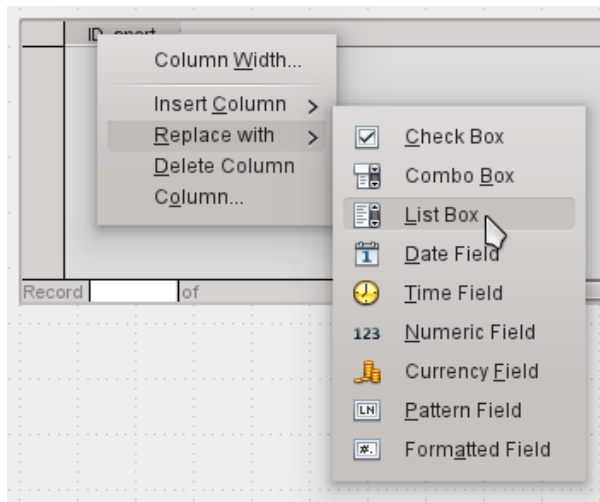 Column Width...
Insert Column >
Replace with >
Delete Column
Column...
Check Box
Combo Box
List Box
Date Field
Time Field
123 Numeric Field
Currency Field
LN Pattern Field
#. Formatted Field
Record of